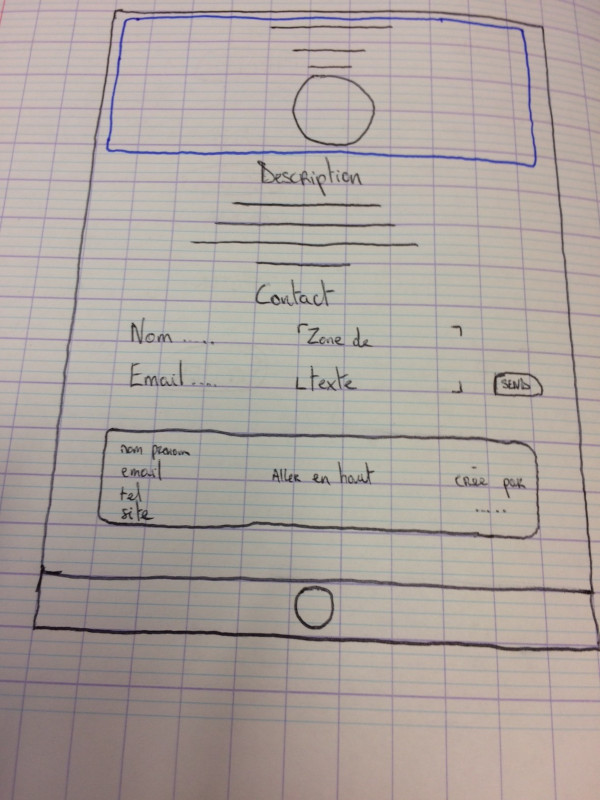 Description
Contact
Nom ..... Zone de
Email .... texte SEND
nom prenom
email
tel
site
Aller en haut
créé par
.....